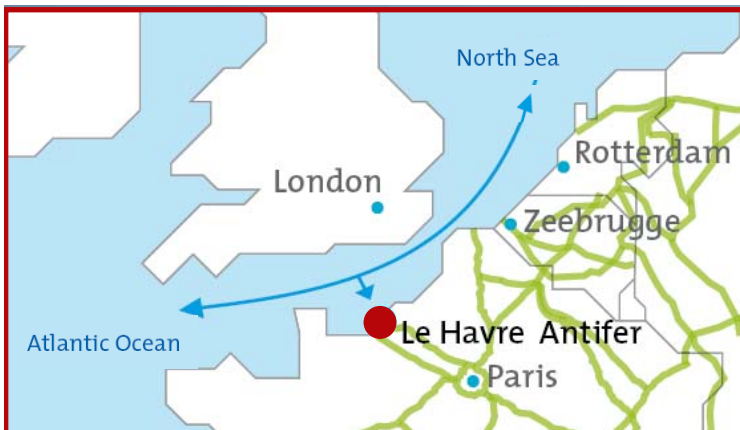 North Sea
Rotterdam
London
Zeebrugge
Le Havre Antifer
Atlantic Ocean
Paris